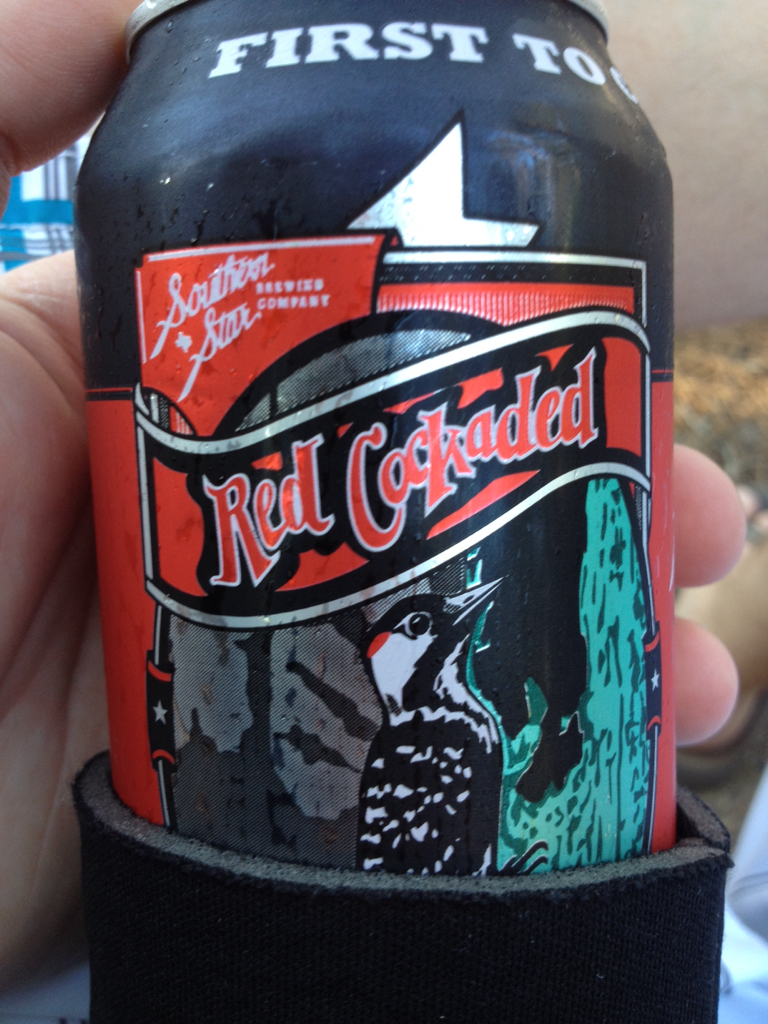 FIRST TO
Southern
Star
BREWING
COMPANY
Red Cockaded